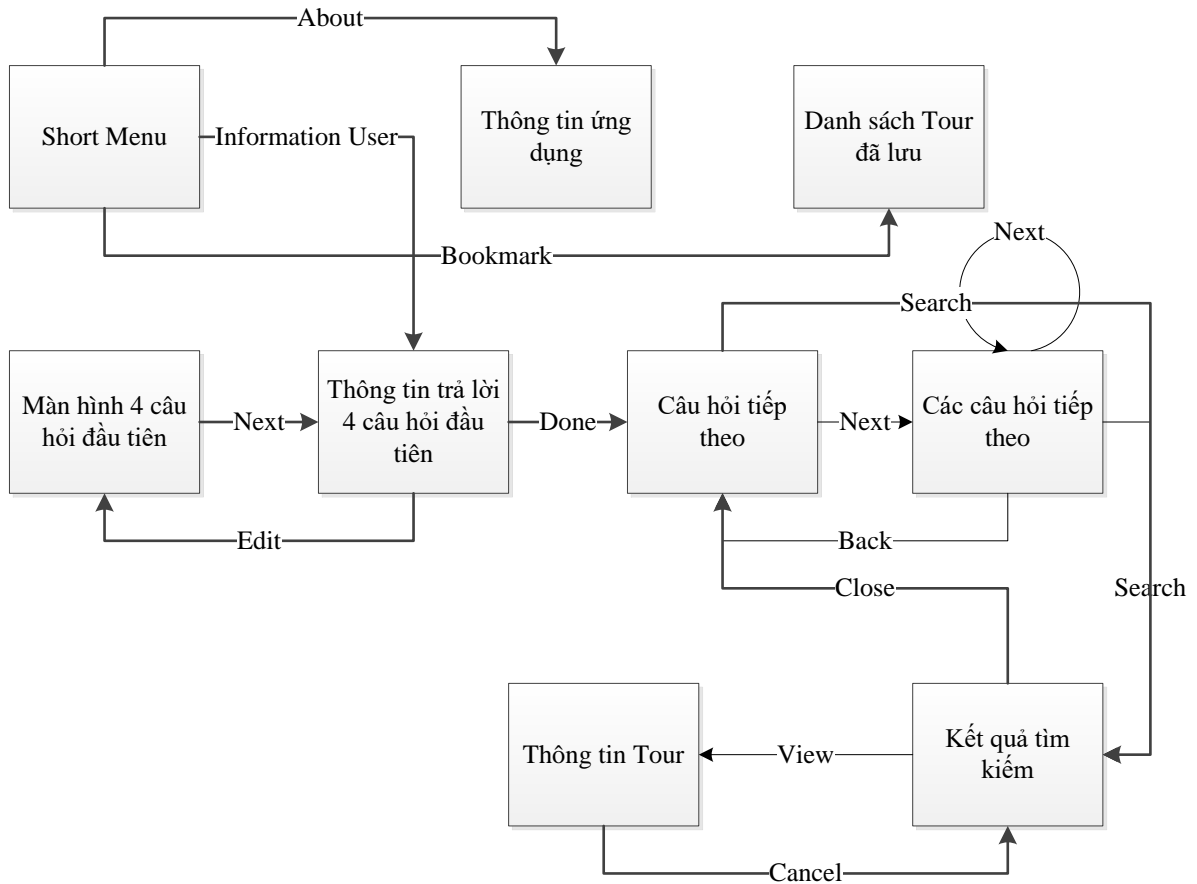 About
Short Menu
Information User
Thông tin ứng
dụng
Danh sách Tour
đã lưu
Bookmark
Next
Search
Màn hình 4 câu
hỏi đầu tiên
Next
Thông tin trả lời
4 câu hỏi đầu
tiên
Done
Câu hỏi tiếp
theo
Next
Các câu hỏi tiếp
theo
Edit
Back
Close
Search
Thông tin Tour
View
Kết quả tìm
kiếm
Cancel